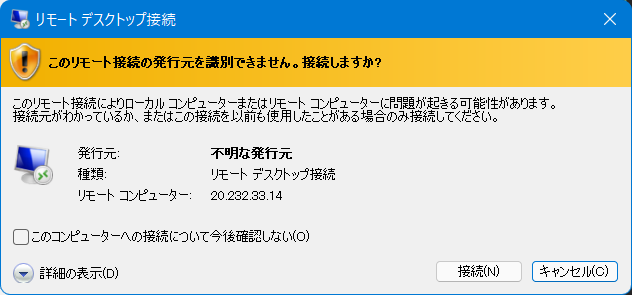 リモート デスクトップ接続
このリモート接続の発行元を識別できません。接続しますか?
このリモート接続によりローカル コンピューターまたはリモート コンピューターに問題が起きる可能性があります。
接続元がわかっているか、またはこの接続を以前も使用したことがある場合のみ接続してください。
発行元: 不明な発行元
種類: リモート デスクトップ接続
リモート コンピューター: 20.232.33.14
このコンピューターへの接続について今後確認しない(O)
詳細の表示(D) 接続(N) キャンセル(C)